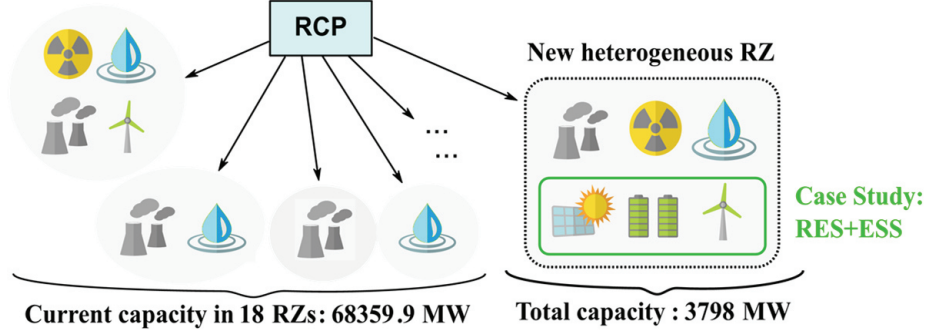 RCP
New heterogeneous RZ
...
...
Case Study:
RES+ESS
Current capacity in 18 RZs: 68359.9 MW
Total capacity : 3798 MW